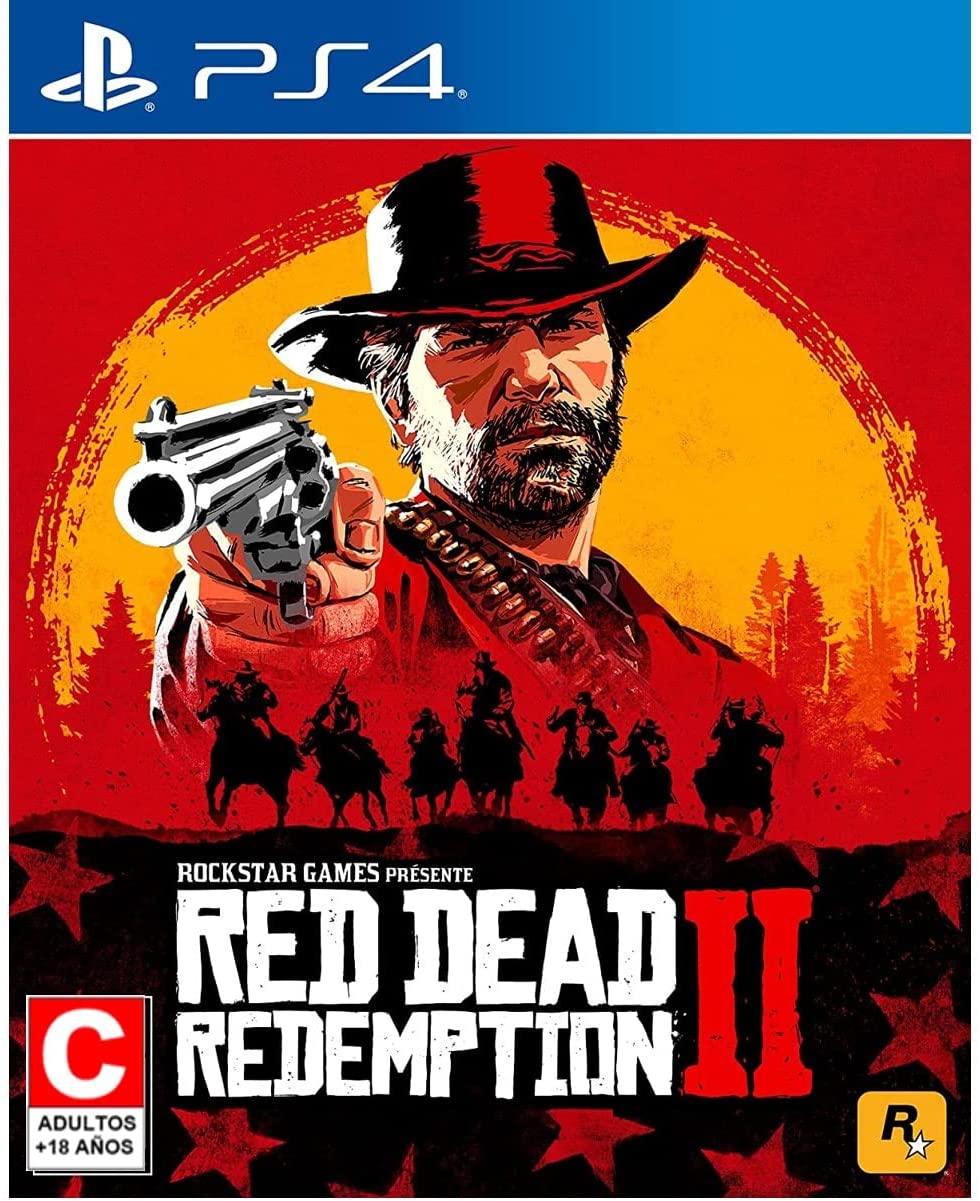 PS4
ROCKSTAR GAMES PRÉSENTE
RED DEAD
REDEMPTION II
C
ADULTOS
+18 AÑOS
R